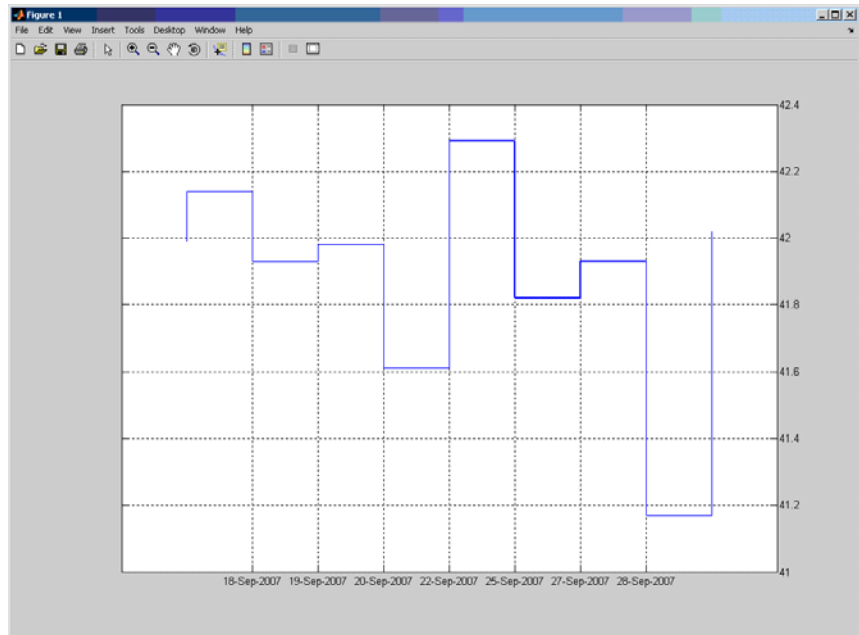 Figure 1
File Edit View Insert Tools Desktop Window Help
42.4
42.2
42
41.8
41.6
41.4
41.2
41
18-Sep-2007 19-Sep-2007 20-Sep-2007 22-Sep-2007 25-Sep-2007 27-Sep-2007 28-Sep-2007